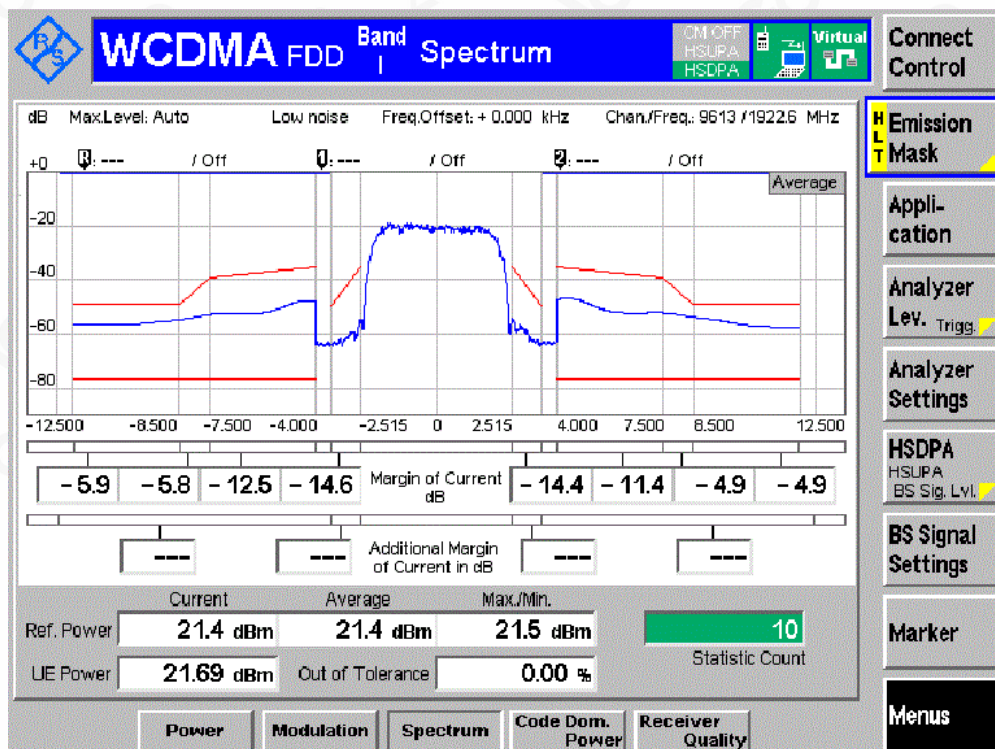 R/S
WCDMA FDD Band I Spectrum
CM OFF
HSUPA
HSDPA
Virtual
Connect Control
dB Max.Level: Auto Low noise Freq.Offset: + 0.000 kHz Chan./Freq.: 9613 / 1922.6 MHz
R: --- / Off 1: --- / Off 2: --- / Off
HLT
Emission Mask
+0
Average
-20
-40
-60
-80
-12.500 -8.500 -7.500 -4.000 -2.515 0 2.515 4.000 7.500 8.500 12.500
Appli-
cation
Analyzer
Lev. Trigg.
Analyzer
Settings
HSDPA
HSUPA
BS Sig. Lvl.
-5.9 -5.8 -12.5 -14.6 Margin of Current dB -14.4 -11.4 -4.9 -4.9
--- --- Additional Margin of Current in dB --- ---
BS Signal
Settings
Current Average Max./Min.
Ref. Power 21.4 dBm 21.4 dBm 21.5 dBm 10
Statistic Count
UE Power 21.69 dBm Out of Tolerance 0.00 %
Marker
Menus
Power Modulation Spectrum Code Dom. Power Receiver Quality